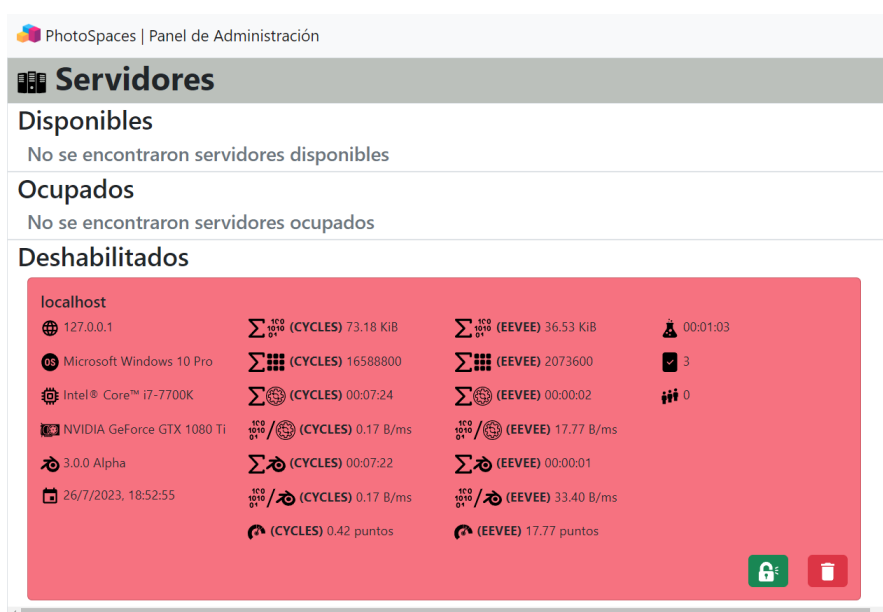 PhotoSpaces | Panel de Administración
Servidores
Disponibles
No se encontraron servidores disponibles
Ocupados
No se encontraron servidores ocupados
Deshabilitados
localhost
127.0.0.1
(CYCLES) 73.18 KiB
(EEVEE) 36.53 KiB
00:01:03
Microsoft Windows 10 Pro
(CYCLES) 16588800
(EEVEE) 2073600
3
Intel® Core™ i7-7700K
(CYCLES) 00:07:24
(EEVEE) 00:00:02
0
NVIDIA GeForce GTX 1080 Ti
(CYCLES) 0.17 B/ms
(EEVEE) 17.77 B/ms
3.0.0 Alpha
(CYCLES) 00:07:22
(EEVEE) 00:00:01
26/7/2023, 18:52:55
(CYCLES) 0.17 B/ms
(EEVEE) 33.40 B/ms
(CYCLES) 0.42 puntos
(EEVEE) 17.77 puntos